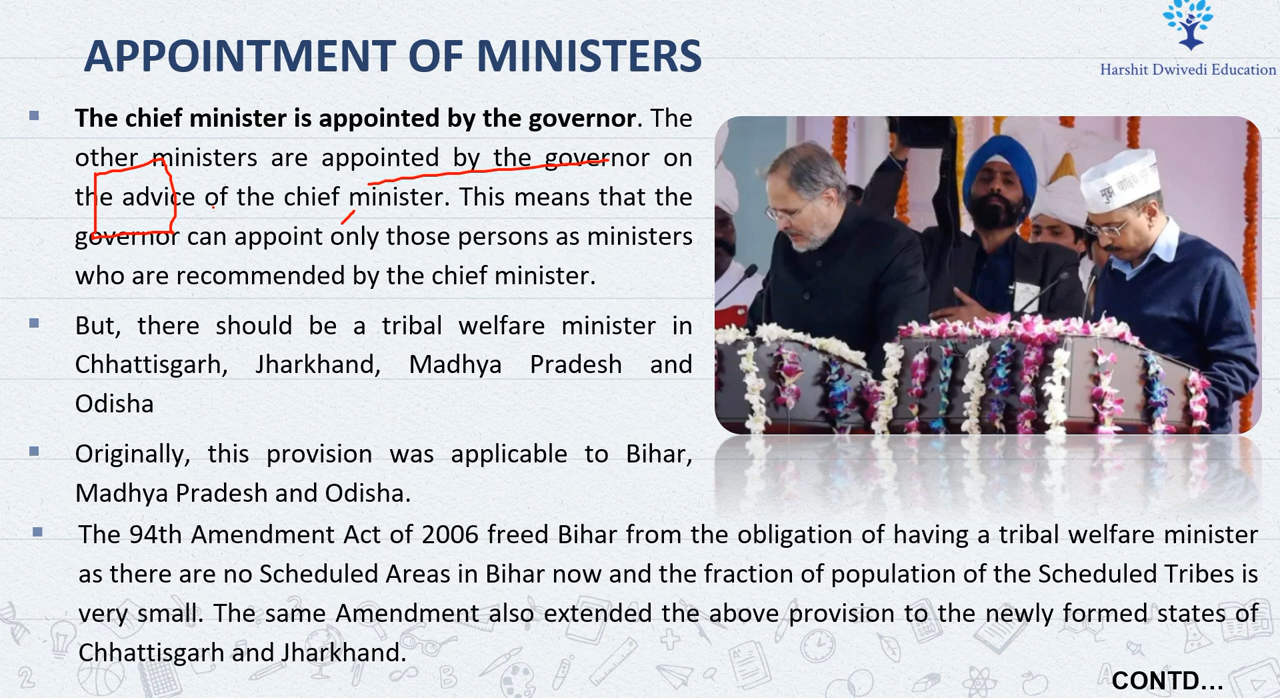 APPOINTMENT OF MINISTERS
Harshit Dwivedi Education
▪ The chief minister is appointed by the governor. The
other ministers are appointed by the governor on
the advice of the chief minister. This means that the
governor can appoint only those persons as ministers
who are recommended by the chief minister.
▪ But, there should be a tribal welfare minister in
Chhattisgarh, Jharkhand, Madhya Pradesh and
Odisha
▪ Originally, this provision was applicable to Bihar,
Madhya Pradesh and Odisha.
▪ The 94th Amendment Act of 2006 freed Bihar from the obligation of having a tribal welfare minister
as there are no Scheduled Areas in Bihar now and the fraction of population of the Scheduled Tribes is
very small. The same Amendment also extended the above provision to the newly formed states of
Chhattisgarh and Jharkhand.
CONTD...